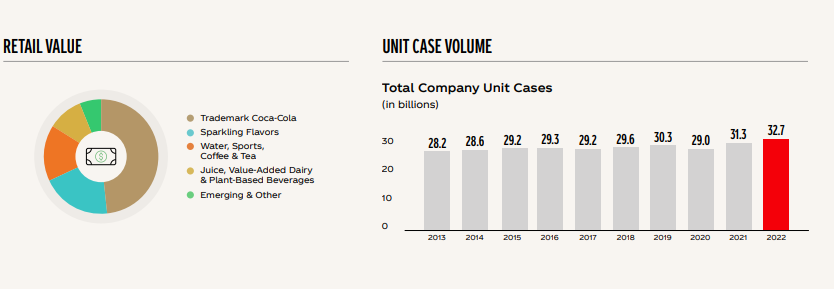 RETAIL VALUE
Trademark Coca-Cola
Sparkling Flavors
Water, Sports,
Coffee & Tea
Juice, Value-Added Dairy
& Plant-Based Beverages
Emerging & Other
UNIT CASE VOLUME
Total Company Unit Cases
(in billions)
30
20
10
0
28.2 28.6 29.2 29.3 29.2 29.6 30.3 29.0 31.3 32.7
2013 2014 2015 2016 2017 2018 2019 2020 2021 2022